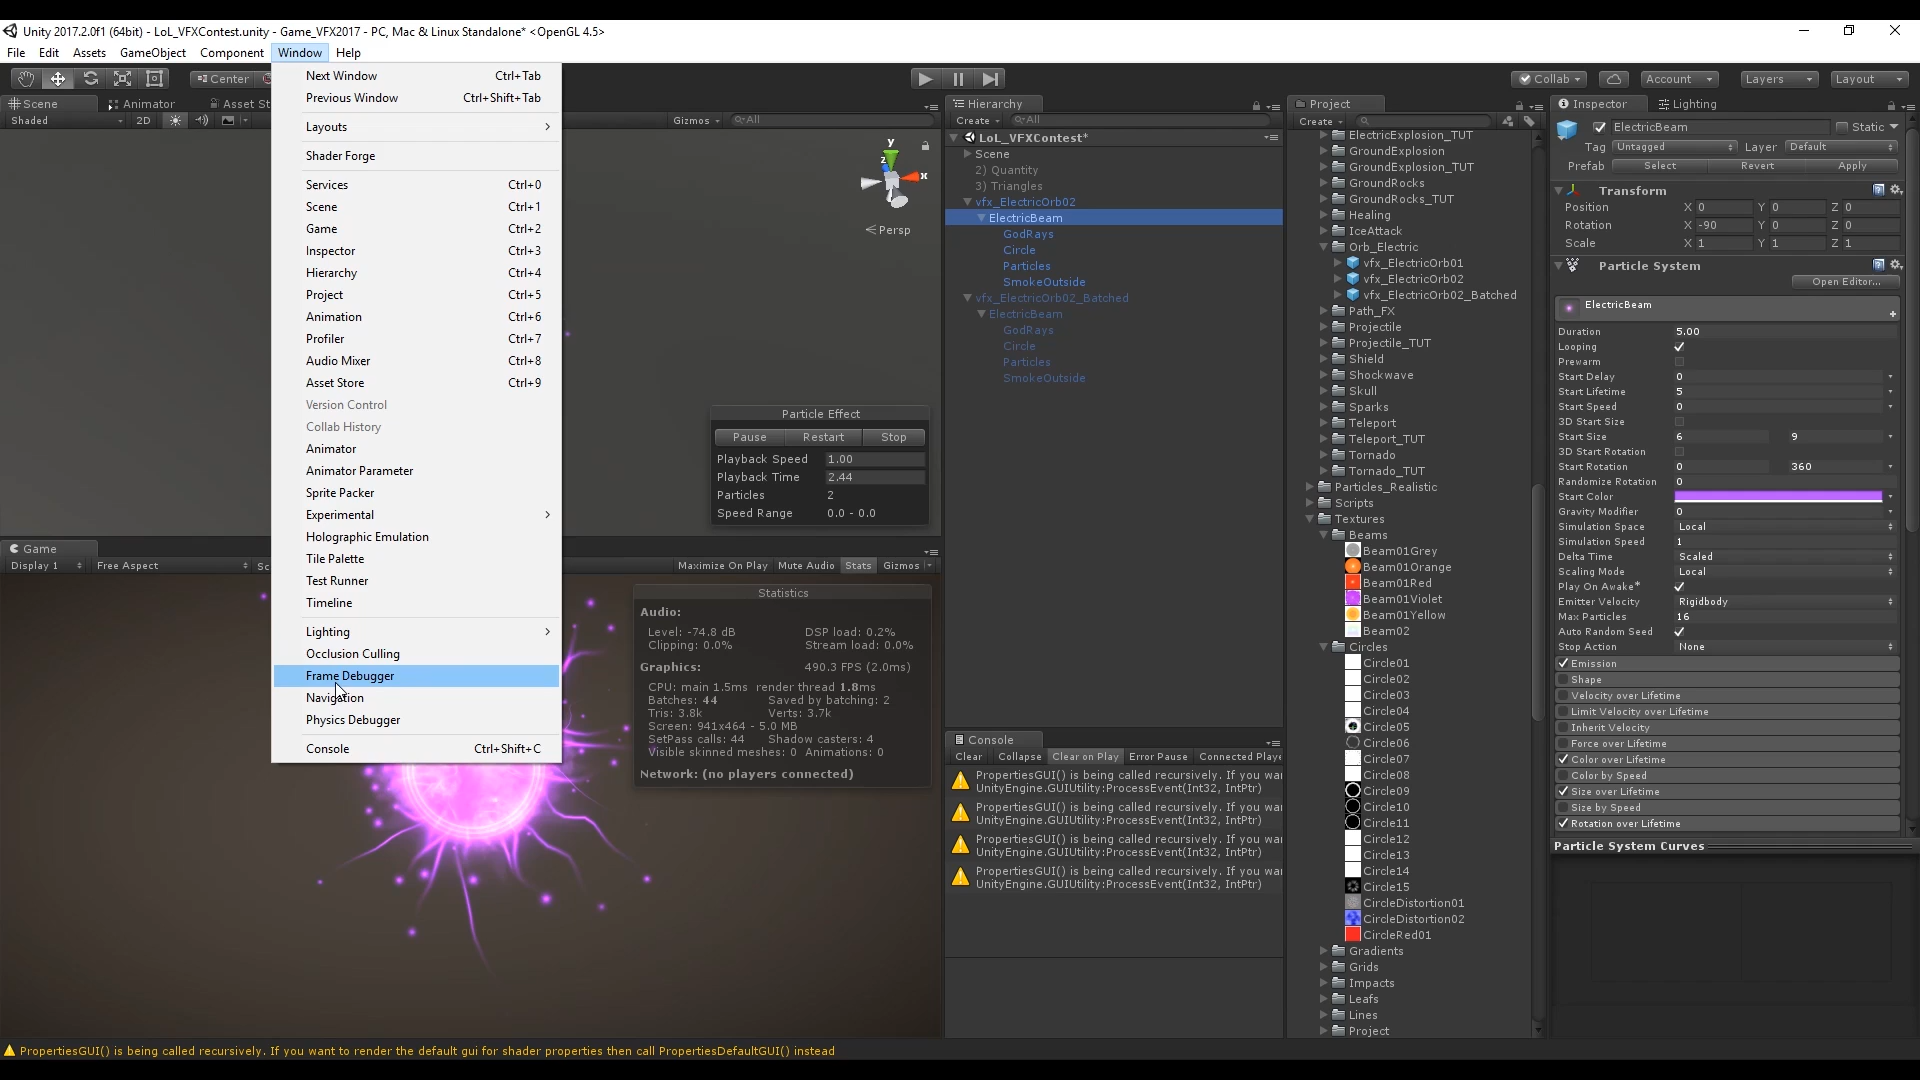 Unity 2017.2.0f1 (64bit) - LoL_VFXContest.unity - Game_VFX2017 - PC, Mac & Linux Standalone* <OpenGL 4.5>
File Edit Assets GameObject Component Window Help
Center
Collab Account Layers Layout
Scene Animator Asset St
Shaded 2D Gizmos All
y
z
x
Persp
Next Window Ctrl+Tab
Previous Window Ctrl+Shift+Tab
Layouts
Shader Forge
Services Ctrl+0
Scene Ctrl+1
Game Ctrl+2
Inspector Ctrl+3
Hierarchy Ctrl+4
Project Ctrl+5
Animation Ctrl+6
Profiler Ctrl+7
Audio Mixer Ctrl+8
Asset Store Ctrl+9
Version Control
Collab History
Animator
Animator Parameter
Sprite Packer
Experimental
Holographic Emulation
Tile Palette
Test Runner
Timeline
Lighting
Occlusion Culling
Frame Debugger
Navigation
Physics Debugger
Console Ctrl+Shift+C
Particle Effect
Pause Restart Stop
Playback Speed 1.00
Playback Time 2.44
Particles 2
Speed Range 0.0 - 0.0
Game
Display 1 Free Aspect Sc Maximize On Play Mute Audio Stats Gizmos
Statistics
Audio:
Level: -74.8 dB DSP load: 0.2%
Clipping: 0.0% Stream load: 0.0%
Graphics: 490.3 FPS (2.0ms)
CPU: main 1.5ms render thread 1.8ms
Batches: 44 Saved by batching: 2
Tris: 3.8k Verts: 3.7k
Screen: 941x464 - 5.0 MB
SetPass calls: 44 Shadow casters: 4
Visible skinned meshes: 0 Animations: 0
Network: (no players connected)
Hierarchy
Create All
LoL_VFXContest*
Scene
2) Quantity
3) Triangles
vfx_ElectricOrb02
ElectricBeam
GodRays
Circle
Particles
SmokeOutside
vfx_ElectricOrb02_Batched
ElectricBeam
GodRays
Circle
Particles
SmokeOutside
Console
Clear Collapse Clear on Play Error Pause Connected Playe
PropertiesGUI() is being called recursively. If you wa
UnityEngine.GUIUtility:ProcessEvent(Int32, IntPtr)
PropertiesGUI() is being called recursively. If you wa
UnityEngine.GUIUtility:ProcessEvent(Int32, IntPtr)
PropertiesGUI() is being called recursively. If you wa
UnityEngine.GUIUtility:ProcessEvent(Int32, IntPtr)
PropertiesGUI() is being called recursively. If you wa
UnityEngine.GUIUtility:ProcessEvent(Int32, IntPtr)
Project
Create
ElectricExplosion_TUT
GroundExplosion
GroundExplosion_TUT
GroundRocks
GroundRocks_TUT
Healing
IceAttack
Orb_Electric
vfx_ElectricOrb01
vfx_ElectricOrb02
vfx_ElectricOrb02_Batched
Path_FX
Projectile
Projectile_TUT
Shield
Shockwave
Skull
Sparks
Teleport
Teleport_TUT
Tornado
Tornado_TUT
Particles_Realistic
Scripts
Textures
Beams
Beam01Grey
Beam01Orange
Beam01Red
Beam01Violet
Beam01Yellow
Beam02
Circles
Circle01
Circle02
Circle03
Circle04
Circle05
Circle06
Circle07
Circle08
Circle09
Circle10
Circle11
Circle12
Circle13
Circle14
Circle15
CircleDistortion01
CircleDistortion02
CircleRed01
Gradients
Grids
Impacts
Leafs
Lines
Project
Inspector Lighting
ElectricBeam Static
Tag Untagged Layer Default
Prefab Select Revert Apply
Transform
Position X 0 Y 0 Z 0
Rotation X -90 Y 0 Z 0
Scale X 1 Y 1 Z 1
Particle System
Open Editor...
ElectricBeam
Duration 5.00
Looping
Prewarm
Start Delay 0
Start Lifetime 5
Start Speed 0
3D Start Size
Start Size 6 9
3D Start Rotation
Start Rotation 0 360
Randomize Rotation 0
Start Color
Gravity Modifier 0
Simulation Space Local
Simulation Speed 1
Delta Time Scaled
Scaling Mode Local
Play On Awake*
Emitter Velocity Rigidbody
Max Particles 16
Auto Random Seed
Stop Action None
Emission
Shape
Velocity over Lifetime
Limit Velocity over Lifetime
Inherit Velocity
Force over Lifetime
Color over Lifetime
Color by Speed
Size over Lifetime
Size by Speed
Rotation over Lifetime
Particle System Curves
PropertiesGUI() is being called recursively. If you want to render the default gui for shader properties then call PropertiesDefaultGUI() instead